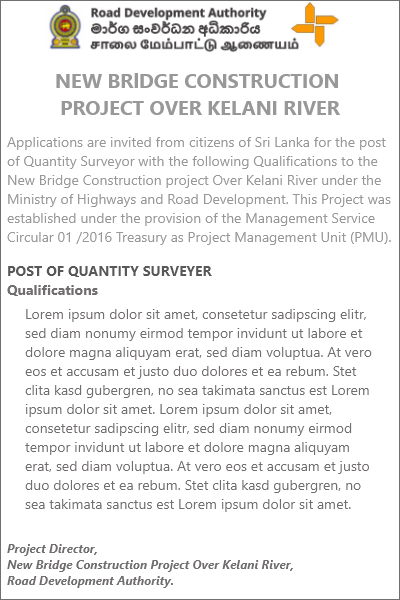 Road Development Authority
මාර්ග සංවර්ධන අධිකාරිය
சாலை மேம்பாட்டு ஆணையம்
NEW BRIDGE CONSTRUCTION
PROJECT OVER KELANI RIVER
Applications are invited from citizens of Sri Lanka for the post
of Quantity Surveyor with the following Qualifications to the
New Bridge Construction project Over Kelani River under the
Ministry of Highways and Road Development. This Project was
established under the provision of the Management Service
Circular 01 /2016 Treasury as Project Management Unit (PMU).
POST OF QUANTITY SURVEYER
Qualifications
Lorem ipsum dolor sit amet, consetetur sadipscing elitr,
sed diam nonumy eirmod tempor invidunt ut labore et
dolore magna aliquyam erat, sed diam voluptua. At vero
eos et accusam et justo duo dolores et ea rebum. Stet
clita kasd gubergren, no sea takimata sanctus est Lorem
ipsum dolor sit amet. Lorem ipsum dolor sit amet,
consetetur sadipscing elitr, sed diam nonumy eirmod
tempor invidunt ut labore et dolore magna aliquyam
erat, sed diam voluptua. At vero eos et accusam et justo
duo dolores et ea rebum. Stet clita kasd gubergren, no
sea takimata sanctus est Lorem ipsum dolor sit amet.
Project Director,
New Bridge Construction Project Over Kelani River,
Road Development Authority.